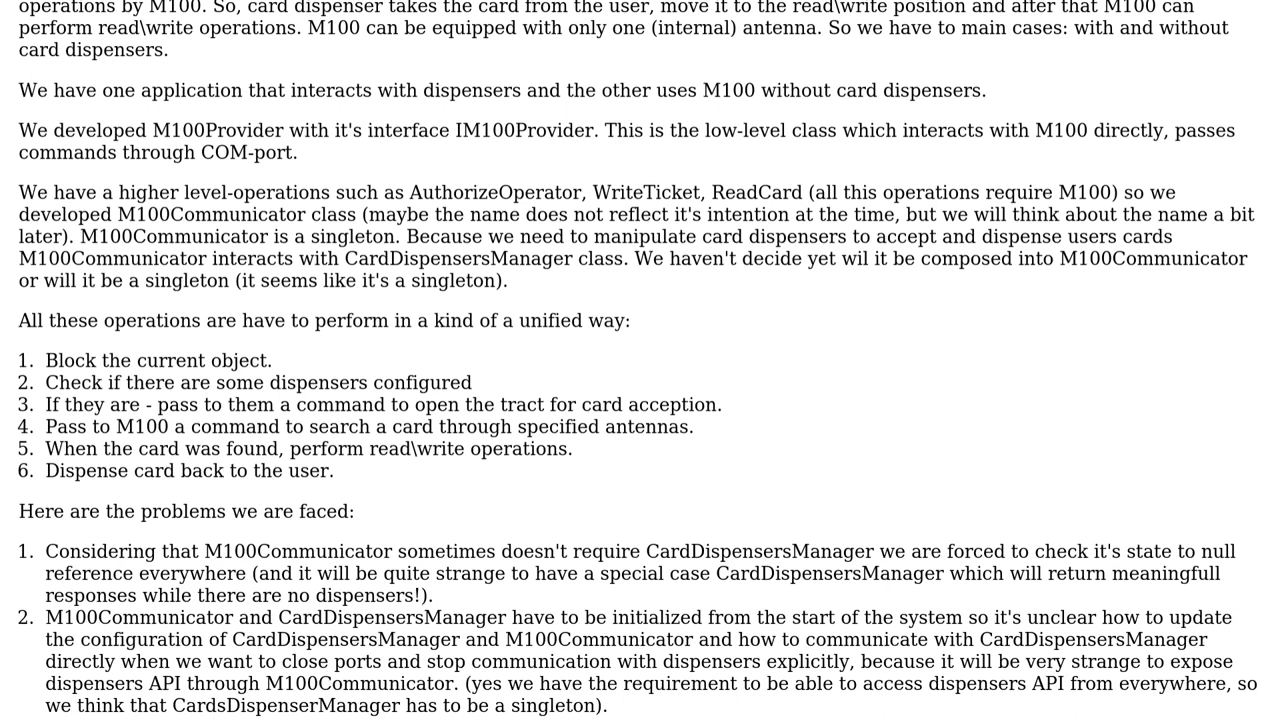 operations by M100. So, card dispenser takes the card from the user, move it to the read\write position and after that M100 can
perform read\write operations. M100 can be equipped with only one (internal) antenna. So we have to main cases: with and without
card dispensers.
We have one application that interacts with dispensers and the other uses M100 without card dispensers.
We developed M100Provider with it's interface IM100Provider. This is the low-level class which interacts with M100 directly, passes
commands through COM-port.
We have a higher level-operations such as AuthorizeOperator, WriteTicket, ReadCard (all this operations require M100) so we
developed M100Communicator class (maybe the name does not reflect it's intention at the time, but we will think about the name a bit
later). M100Communicator is a singleton. Because we need to manipulate card dispensers to accept and dispense users cards
M100Communicator interacts with CardDispensersManager class. We haven't decide yet wil it be composed into M100Communicator
or will it be a singleton (it seems like it's a singleton).
All these operations are have to perform in a kind of a unified way:
1. Block the current object.
2. Check if there are some dispensers configured
3. If they are - pass to them a command to open the tract for card acception.
4. Pass to M100 a command to search a card through specified antennas.
5. When the card was found, perform read\write operations.
6. Dispense card back to the user.
Here are the problems we are faced:
1. Considering that M100Communicator sometimes doesn't require CardDispensersManager we are forced to check it's state to null
reference everywhere (and it will be quite strange to have a special case CardDispensersManager which will return meaningfull
responses while there are no dispensers!).
2. M100Communicator and CardDispensersManager have to be initialized from the start of the system so it's unclear how to update
the configuration of CardDispensersManager and M100Communicator and how to communicate with CardDispensersManager
directly when we want to close ports and stop communication with dispensers explicitly, because it will be very strange to expose
dispensers API through M100Communicator. (yes we have the requirement to be able to access dispensers API from everywhere, so
we think that CardsDispenserManager has to be a singleton).